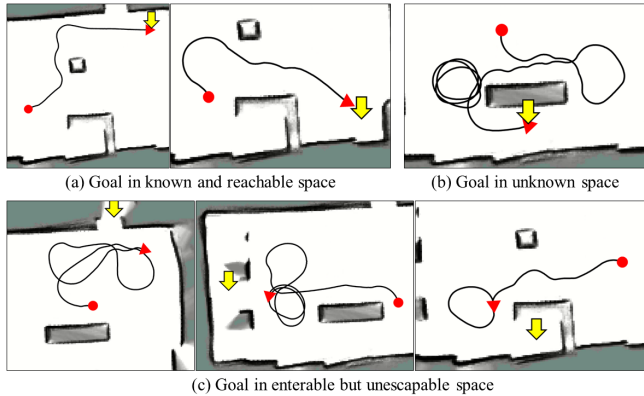 (a) Goal in known and reachable space
(b) Goal in unknown space
(c) Goal in enterable but unescapable space